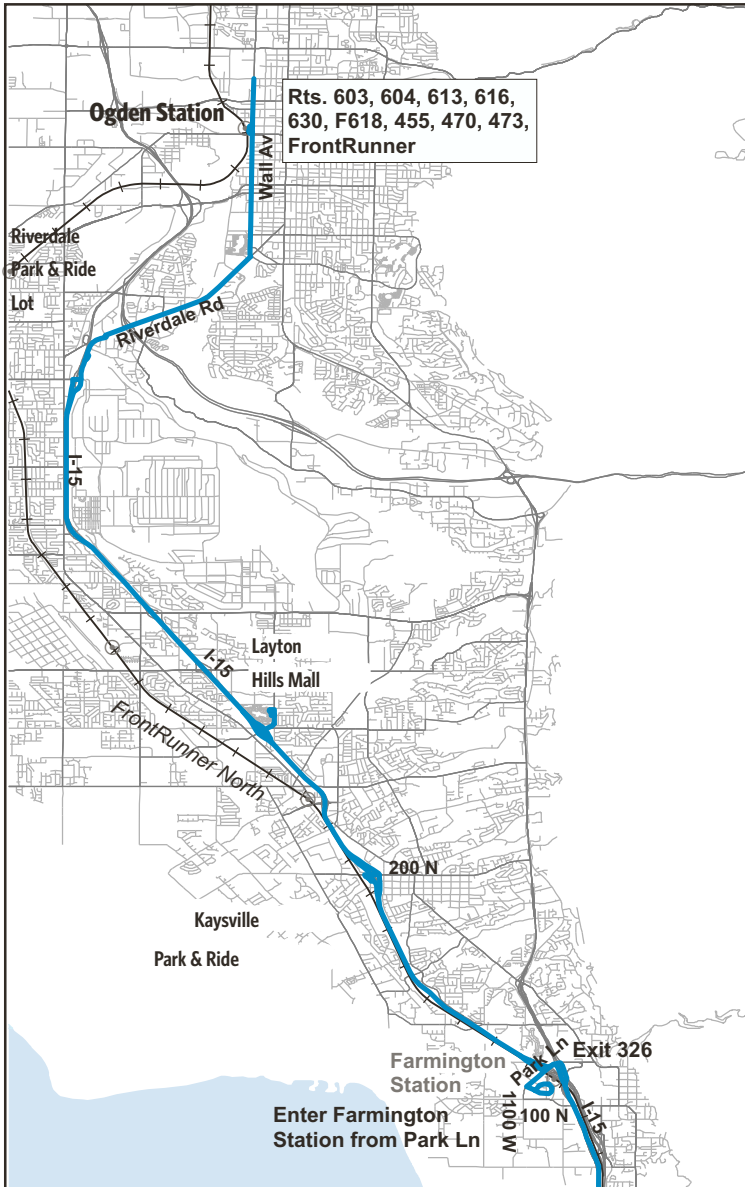 Ogden Station
Rts. 603, 604, 613, 616,
630, F618, 455, 470, 473,
FrontRunner
Wall Av
Riverdale
Park & Ride
Lot
Riverdale Rd
I-15
Layton
Hills Mall
I-15
FrontRunner North
200 N
Kaysville
Park & Ride
Farmington
Station
Park Ln
Exit 326
Enter Farmington
Station from Park Ln
1100 W
100 N
I-15